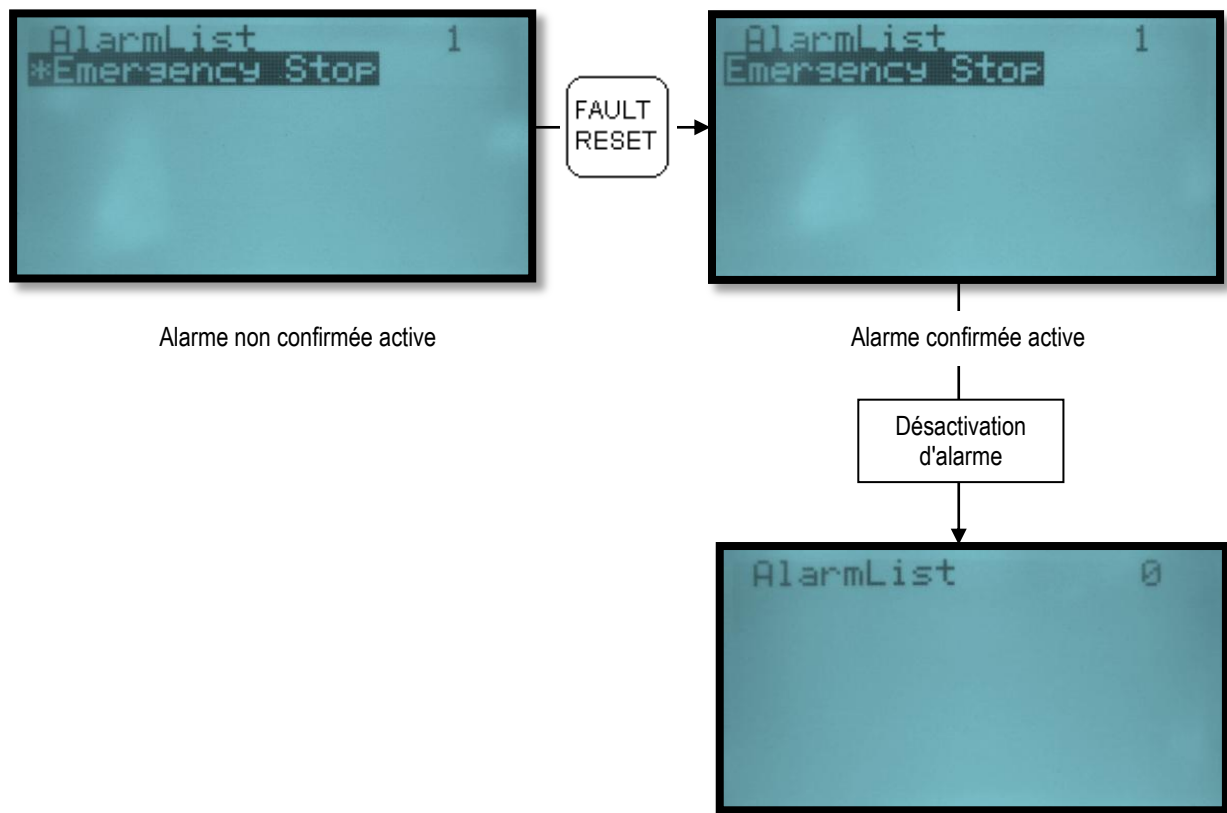 AlarmList 1
*Emergency Stop
FAULT
RESET
AlarmList 1
Emergency Stop
Alarme non confirmée active
Alarme confirmée active
Désactivation
d'alarme
AlarmList 0